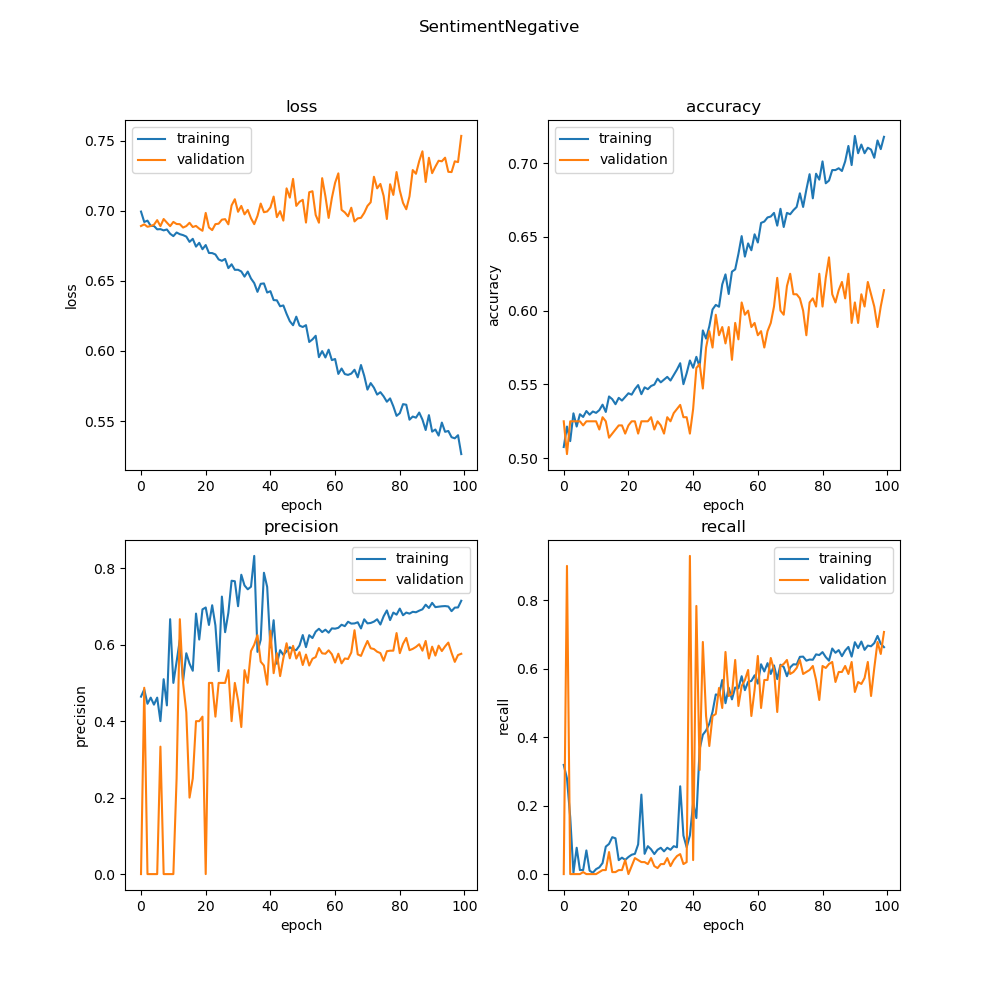 SentimentNegative
loss
accuracy
training
validation
training
validation
0.75
0.70
0.65
0.60
0.55
0.70
0.65
0.60
0.55
0.50
loss
accuracy
0 20 40 60 80 100
0 20 40 60 80 100
epoch
epoch
precision
recall
training
validation
training
validation
0.8
0.6
0.4
0.2
0.0
0.8
0.6
0.4
0.2
0.0
precision
recall
0 20 40 60 80 100
0 20 40 60 80 100
epoch
epoch